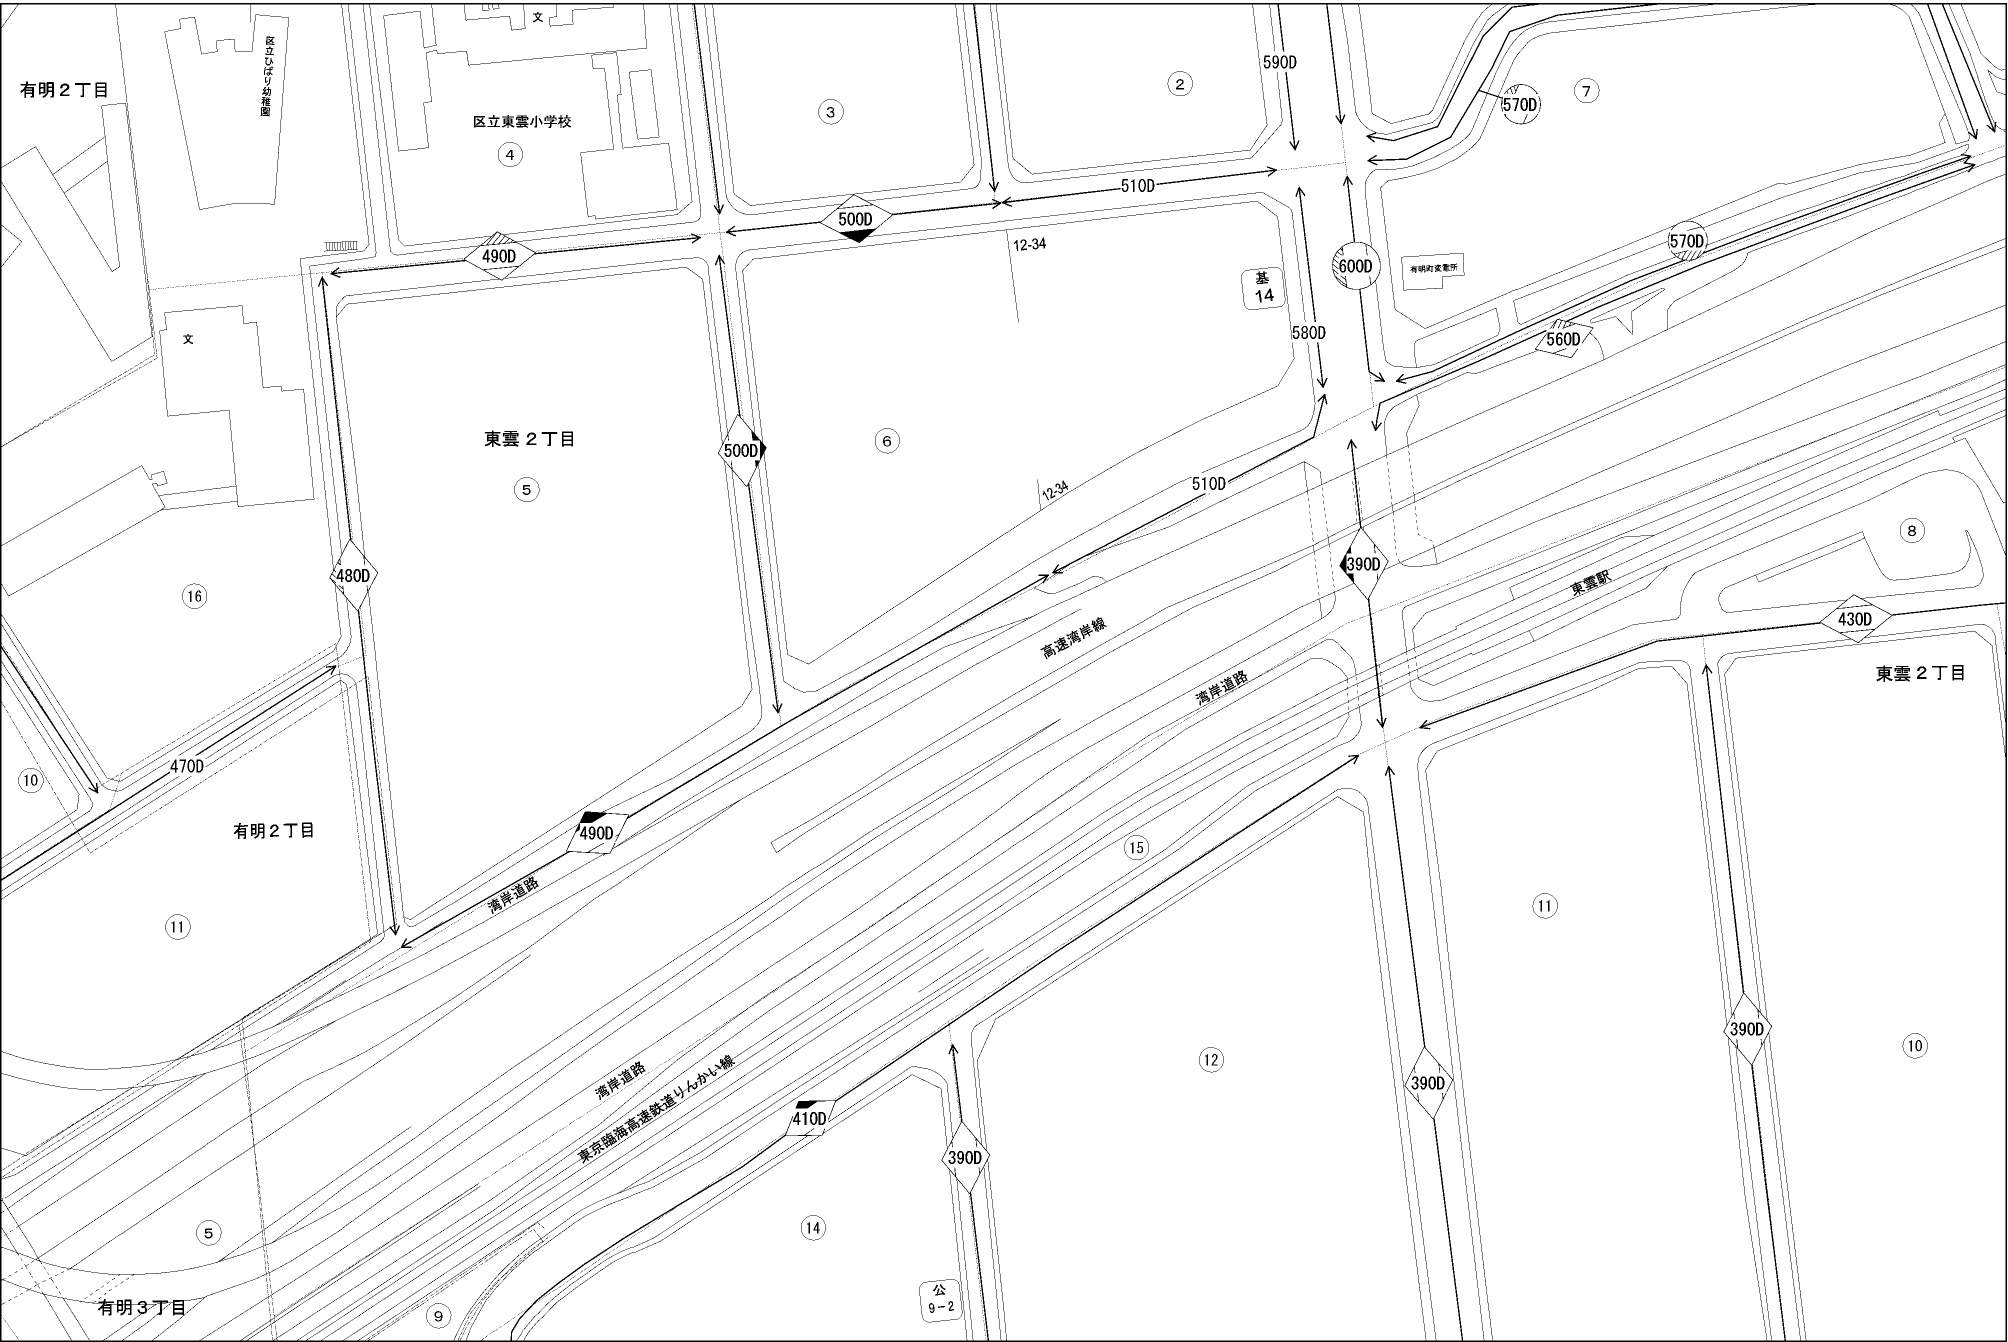 文
区立ひばり幼稚園
有明２丁目
590D
②
⑦
570D
③
区立東雲小学校
④
510D
500D
490D
12-34
570D
600D
有明町変電所
基
14
580D
560D
文
東雲２丁目
⑥
500D
⑤
510D
12-34
⑧
390D
480D
東雲駅
⑯
430D
高速湾岸線
東雲２丁目
湾岸道路
470D
⑩
有明２丁目
490D
⑮
湾岸道路
⑪
⑪
390D
⑩
⑫
湾岸道路
390D
東京臨海高速鉄道りんかい線
410D
390D
⑭
⑤
公
9-2
有明３丁目
⑨